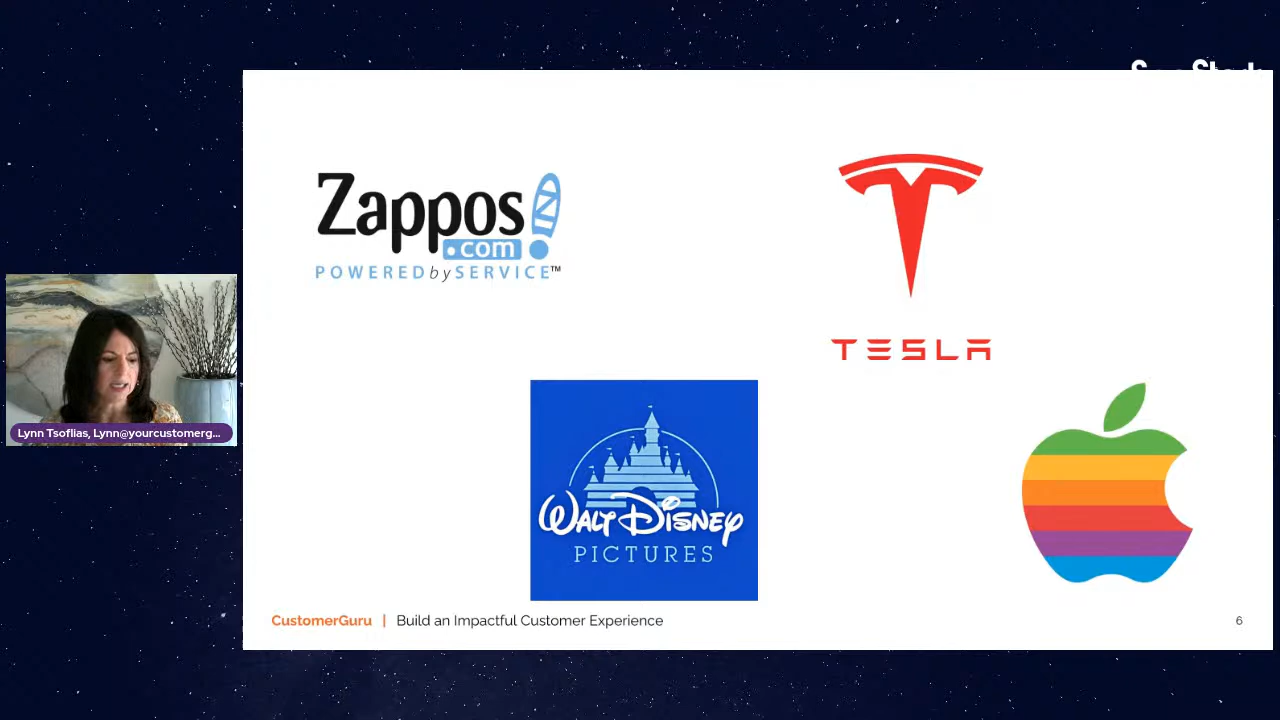 Zappos
.com
POWERED by SERVICE™
TESLA
WALT DISNEY
PICTURES
Lynn Tsoflias, Lynn@yourcustomerg...
CustomerGuru | Build an Impactful Customer Experience
6